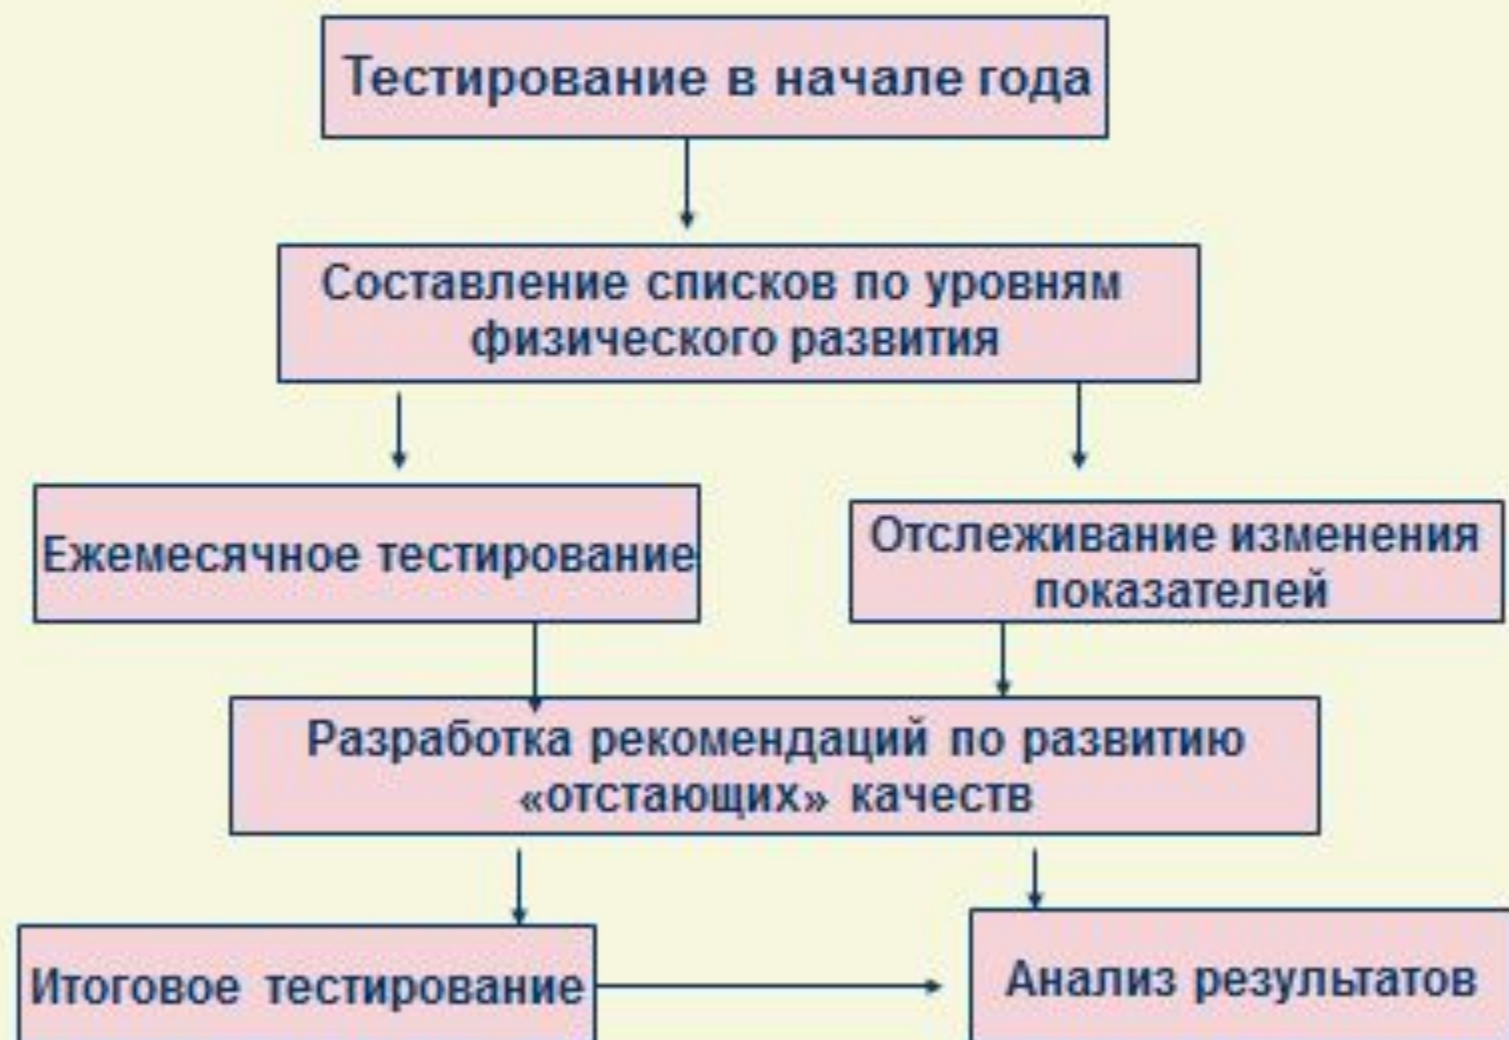 Тестирование в начале года
Составление списков по уровням
физического развития
Ежемесячное тестирование
Отслеживание изменения
показателей
Разработка рекомендаций по развитию
«отстающих» качеств
Итоговое тестирование
Анализ результатов